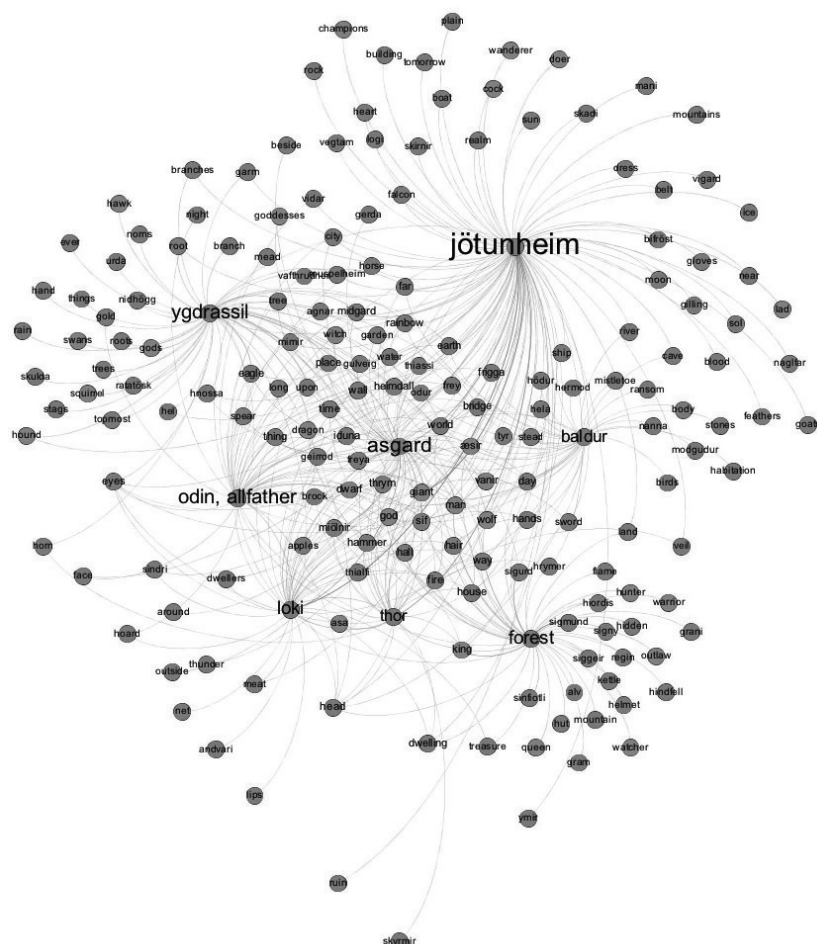 champions
plain
building
tomorrow
wanderer
doer
rock
boat
cock
mani
heart
sun
skadi
mountains
vegtam
logi
skirnir
realm
beside
branches
garm
dress
vigard
belt
hawk
night
goddesses
vidar
falcon
gerda
ice
ever
norns
root
branch
mead
city
jötunheim
bifrost
urda
horse
gloves
near
hand
things
nidhögg
far
moon
gilling
lad
gold
ygdrassil
tree
agnar
midgard
rainbow
sol
rain
swans
roots
gods
mimir
witch
garden
earth
river
naglfar
trees
place
gulveig
water
thiassi
ship
cave
blood
skulda
squirrel
ratatosk
eagle
heimdall
frigga
mistletoe
stags
hnossa
long
upon
wall
odur
frey
hodur
hermod
ransom
topmost
hel
spear
time
bridge
hela
body
feathers
hound
thing
dragon
iduna
world
nanna
stones
goats
asgard
æsir
tyr
stead
baldur
modgudur
geirrod
freya
habitation
eyes
odin, allfather
brock
dwarf
thrym
giant
vanir
day
birds
god
man
miolnir
sif
wolf
hands
sword
land
horn
apples
hammer
hall
hair
veil
face
sindri
dwellers
thialfi
fire
way
sigurd
hrymer
flame
house
hiordis
hunter
warrior
around
loki
asa
thor
sigmund
signy
hidden
hoard
forest
grani
king
siggeir
regin
outlaw
outside
thunder
kettle
meat
sinfiotli
alv
hindfell
helmet
net
head
hut
mountain
andvari
dwelling
treasure
queen
watcher
gram
lips
ymir
ruin
skyrmir